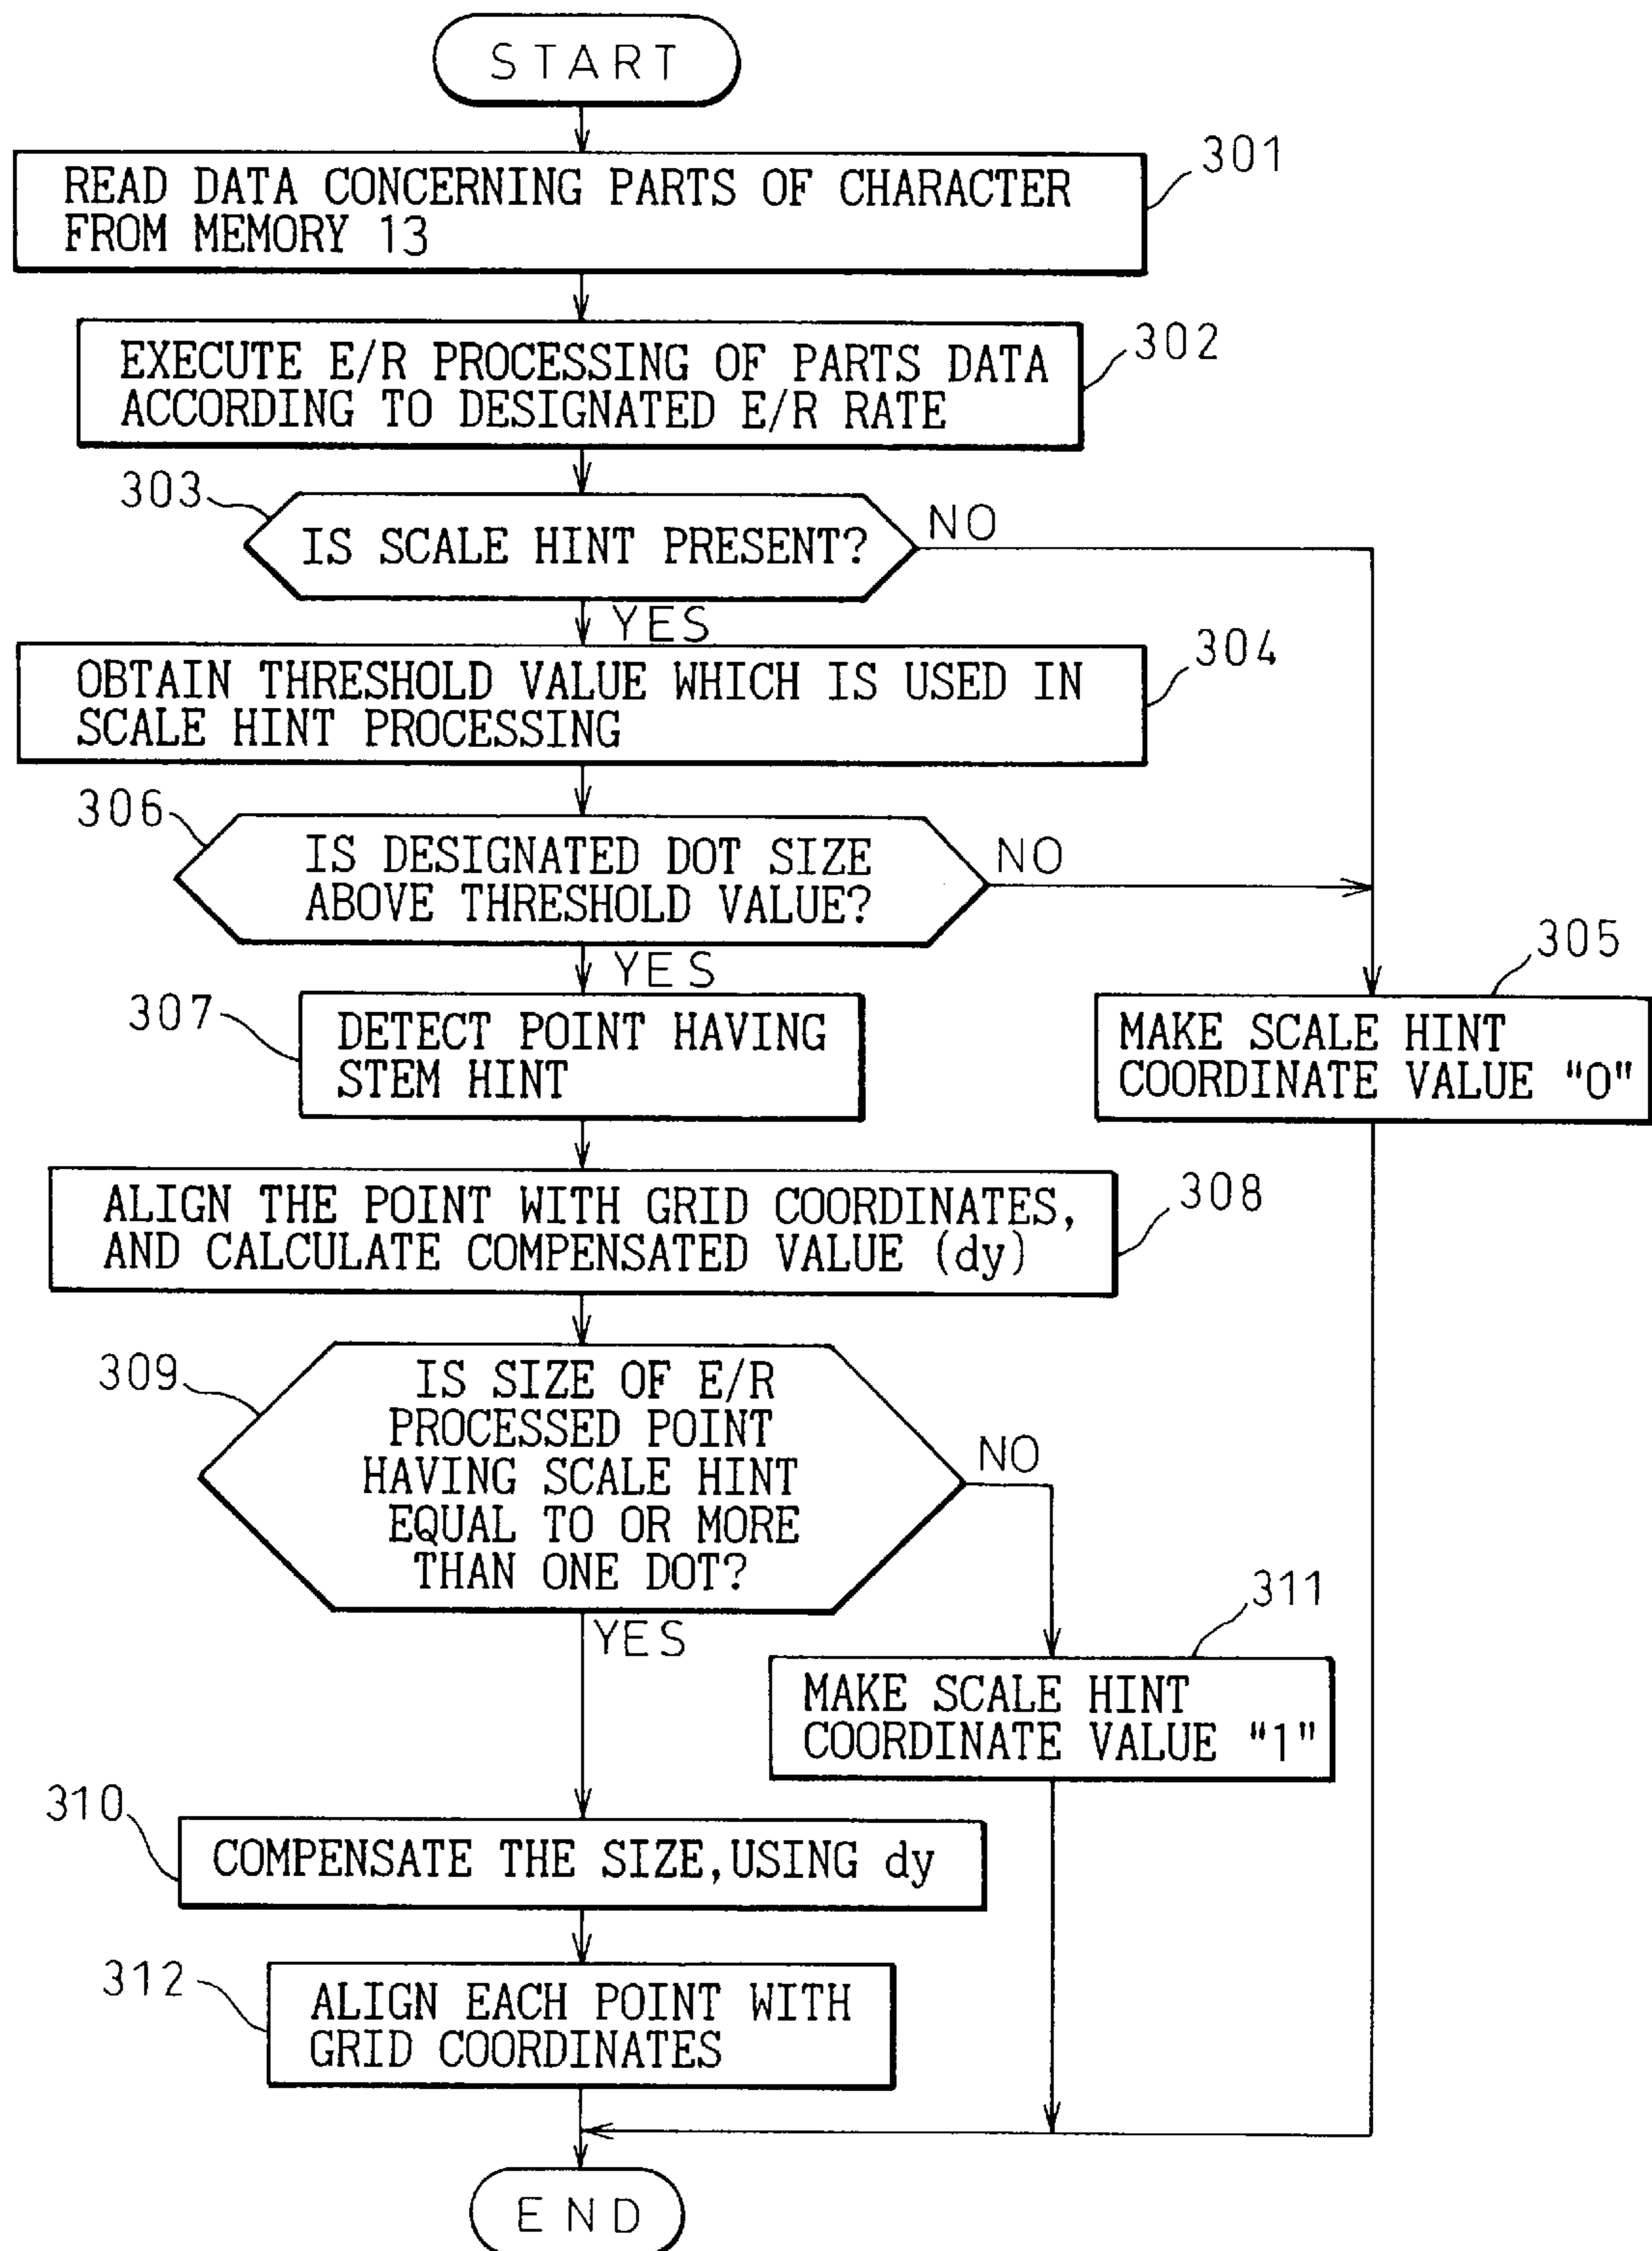 START
301
READ DATA CONCERNING PARTS OF CHARACTER
FROM MEMORY 13
302
EXECUTE E/R PROCESSING OF PARTS DATA
ACCORDING TO DESIGNATED E/R RATE
303
IS SCALE HINT PRESENT?
NO
YES
304
OBTAIN THRESHOLD VALUE WHICH IS USED IN
SCALE HINT PROCESSING
306
IS DESIGNATED DOT SIZE
ABOVE THRESHOLD VALUE?
NO
YES
305
MAKE SCALE HINT
COORDINATE VALUE "0"
307
DETECT POINT HAVING
STEM HINT
308
ALIGN THE POINT WITH GRID COORDINATES,
AND CALCULATE COMPENSATED VALUE (dy)
309
IS SIZE OF E/R
PROCESSED POINT
HAVING SCALE HINT
EQUAL TO OR MORE
THAN ONE DOT?
NO
YES
311
MAKE SCALE HINT
COORDINATE VALUE "1"
310
COMPENSATE THE SIZE,USING dy
312
ALIGN EACH POINT WITH
GRID COORDINATES
END